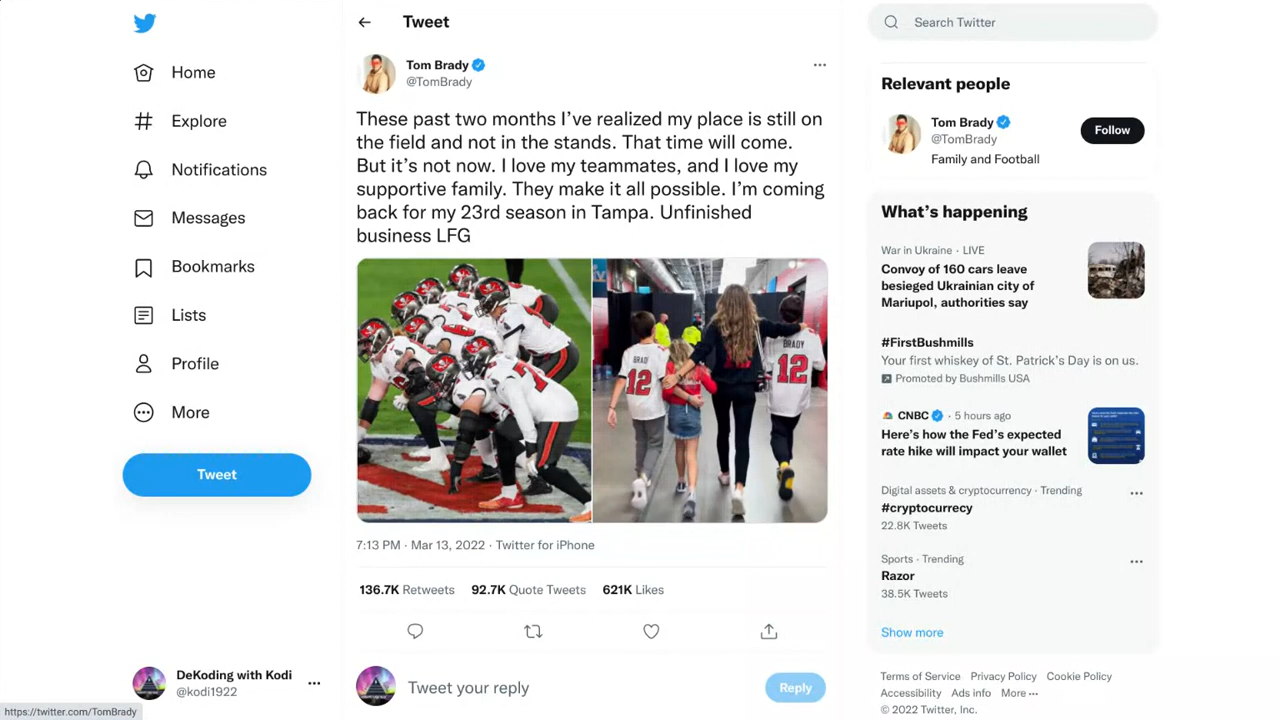 Tweet
Search Twitter
Home
Explore
Notifications
Messages
Bookmarks
Lists
Profile
More
Tweet
DeKoding with Kodi
@kodi1922
https://twitter.com/TomBrady
Tom Brady
@TomBrady
These past two months I’ve realized my place is still on
the field and not in the stands. That time will come.
But it’s not now. I love my teammates, and I love my
supportive family. They make it all possible. I’m coming
back for my 23rd season in Tampa. Unfinished
business LFG
BRADY
12
BRADY
12
7:13 PM · Mar 13, 2022 · Twitter for iPhone
136.7K Retweets 92.7K Quote Tweets 621K Likes
Tweet your reply
Reply
Relevant people
Tom Brady
@TomBrady
Follow
Family and Football
What’s happening
War in Ukraine · LIVE
Convoy of 160 cars leave
besieged Ukrainian city of
Mariupol, authorities say
#FirstBushmills
Your first whiskey of St. Patrick’s Day is on us.
Promoted by Bushmills USA
CNBC · 5 hours ago
Here’s how the Fed’s expected
rate hike will impact your wallet
Digital assets & cryptocurrency · Trending
#cryptocurrecy
22.8K Tweets
Sports · Trending
Razor
38.5K Tweets
Show more
Terms of Service Privacy Policy Cookie Policy
Accessibility Ads info More ···
© 2022 Twitter, Inc.